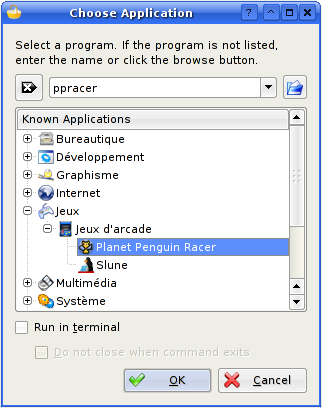 Choose Application
Select a program. If the program is not listed,
enter the name or click the browse button.
ppracer
Known Applications
Bureautique
Développement
Graphisme
Internet
Jeux
Jeux d'arcade
Planet Penguin Racer
Slune
Multimédia
Système
Run in terminal
Do not close when command exits
OK
Cancel